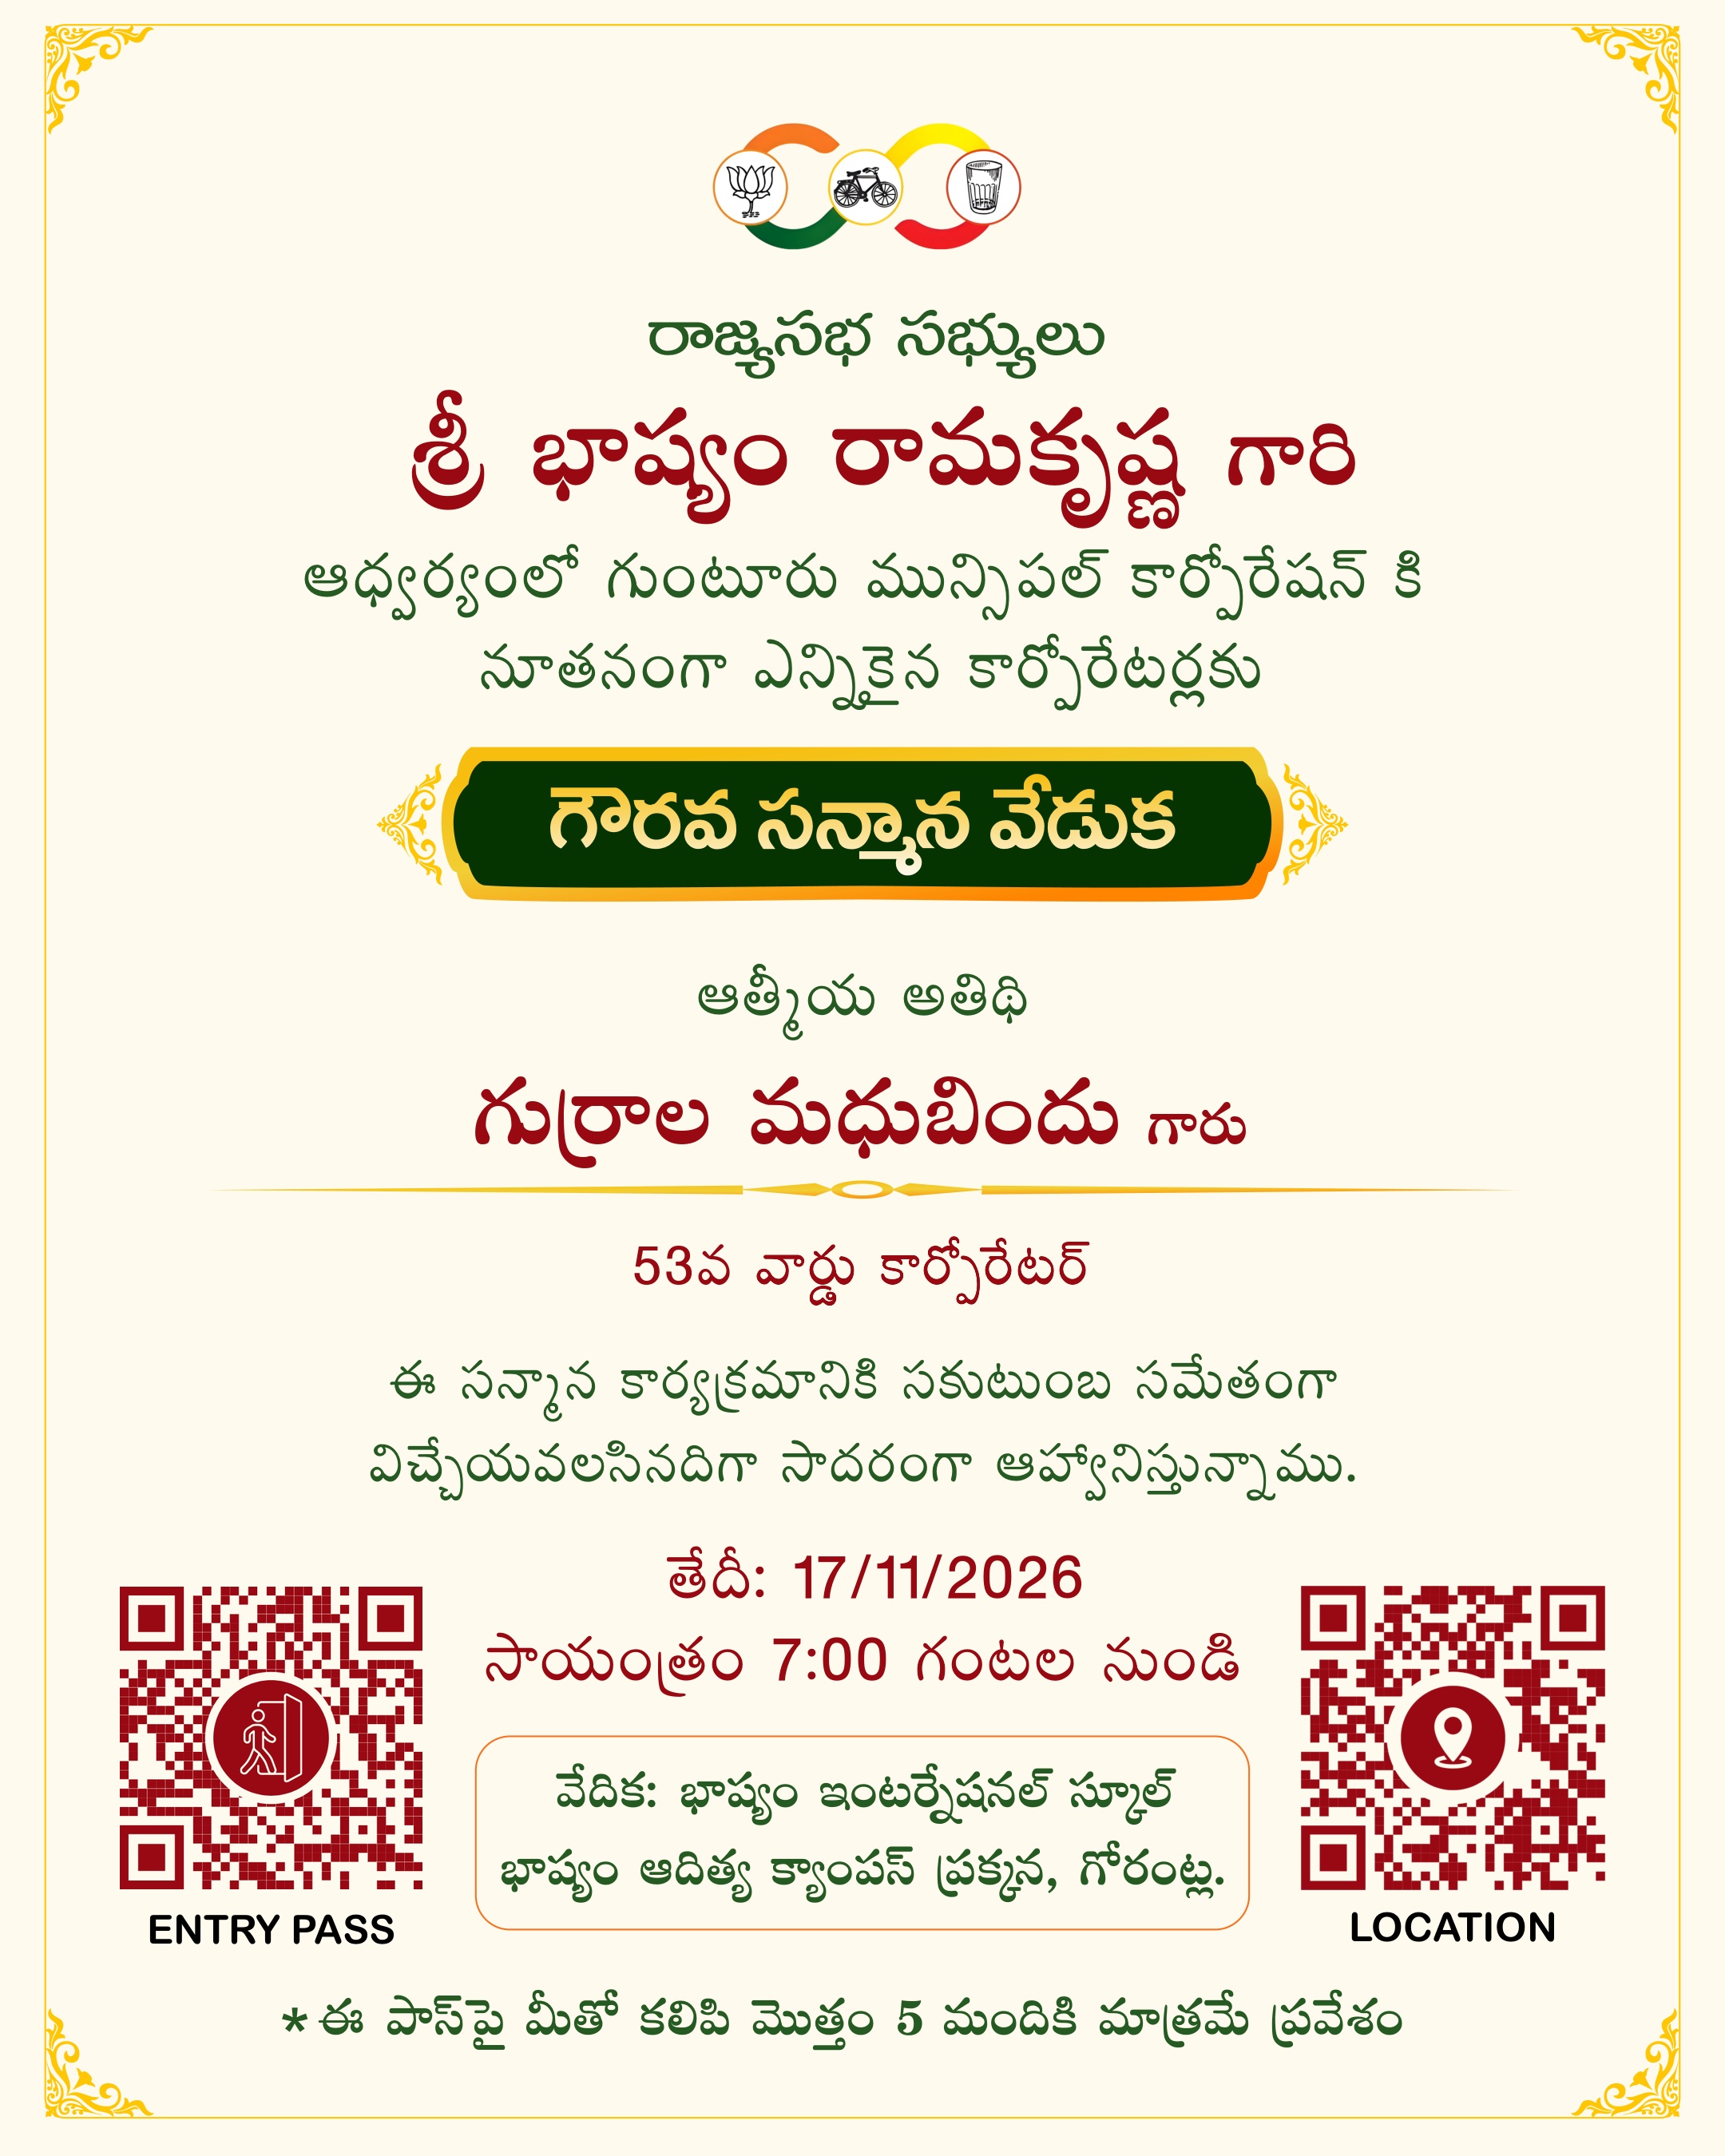 రాజ్యసభ సభ్యులు
శ్రీ భాష్యం రామకృష్ణ గారి
ఆధ్వర్యంలో గుంటూరు మున్సిపల్ కార్పోరేషన్ కి
నూతనంగా ఎన్నికైన కార్పోరేటర్లకు
గౌరవ సన్మాన వేడుక
ఆత్మీయ అతిథి
గుర్రాల మధుబిందు గారు
53వ వార్డు కార్పోరేటర్
ఈ సన్మాన కార్యక్రమానికి సకుటుంబ సమేతంగా
విచ్చేయవలసినదిగా సాదరంగా ఆహ్వానిస్తున్నాము.
తేదీ: 17/11/2026
సాయంత్రం 7:00 గంటల నుండి
వేదిక: భాష్యం ఇంటర్నేషనల్ స్కూల్
భాష్యం ఆదిత్య క్యాంపస్ ప్రక్కన, గోరంట్ల.
ENTRY PASS
LOCATION
*ఈ పాస్‌పై మీతో కలిపి మొత్తం 5 మందికి మాత్రమే ప్రవేశం